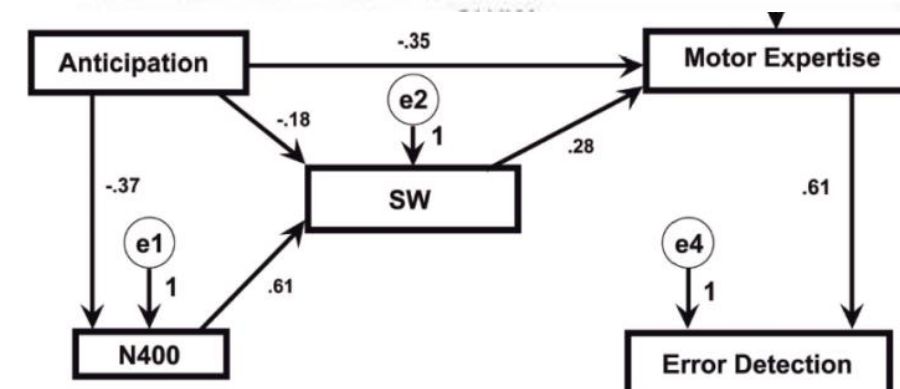 Anticipation
-.35
Motor Expertise
e2
-.18
1
.28
-.37
SW
.61
e1
e4
1
.61
1
N400
Error Detection